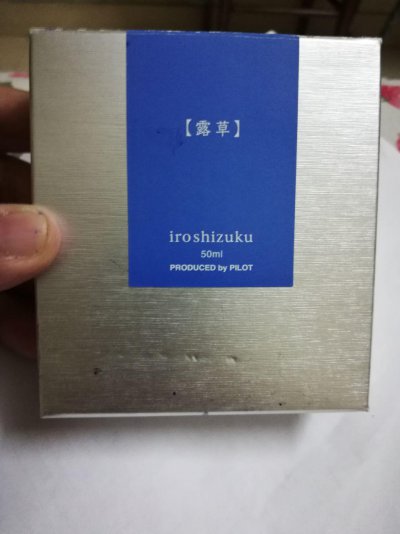 【露草】
iroshizuku
50ml
PRODUCED by PILOT